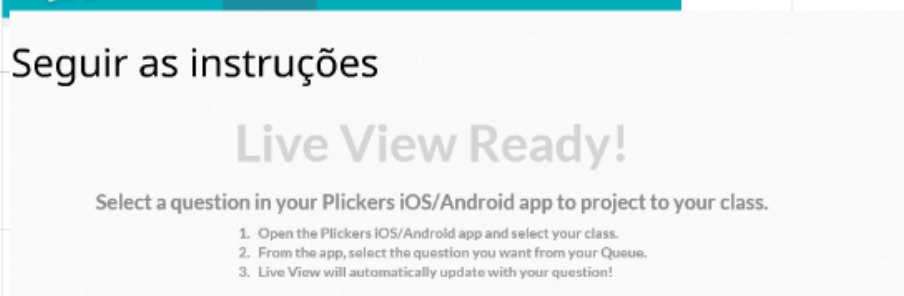 Seguir as instruções
Live View Ready!
Select a question in your Plickers iOS/Android app to project to your class.
1. Open the Plickers iOS/Android app and select your class.
2. From the app, select the question you want from your Queue.
3. Live View will automatically update with your question!